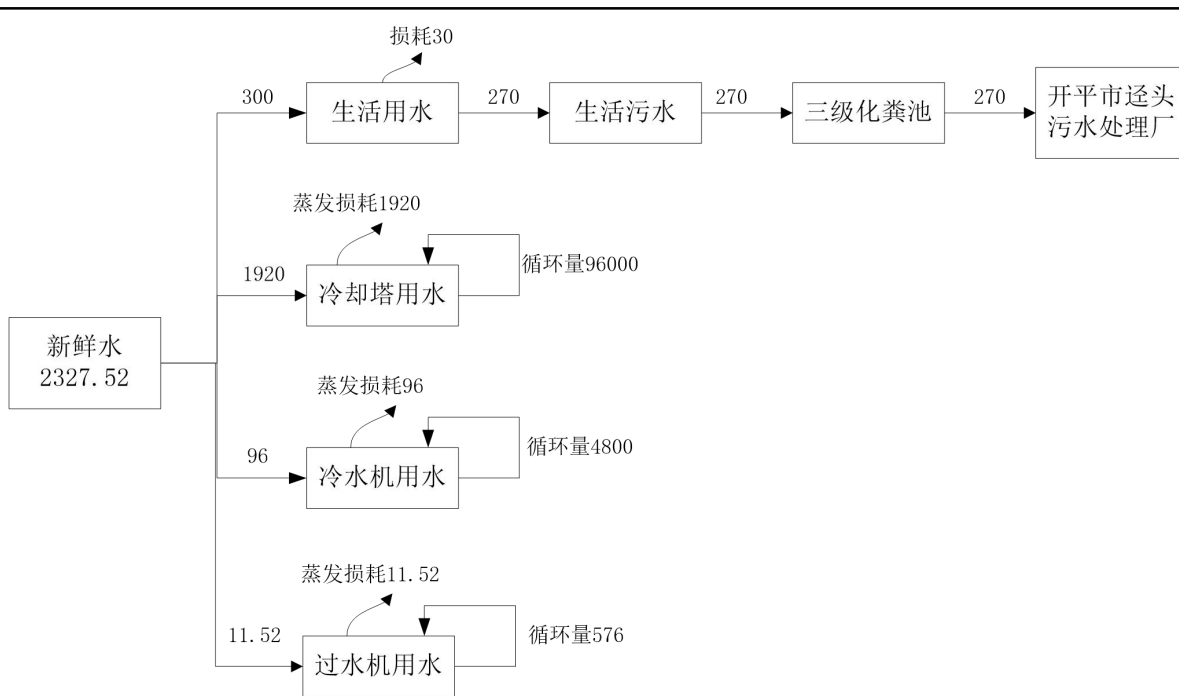 损耗30
300
生活用水
270
生活污水
270
三级化粪池
270
开平市迳头
污水处理厂
蒸发损耗1920
1920
冷却塔用水
循环量96000
新鲜水
2327.52
蒸发损耗96
96
冷水机用水
循环量4800
蒸发损耗11.52
11.52
过水机用水
循环量576